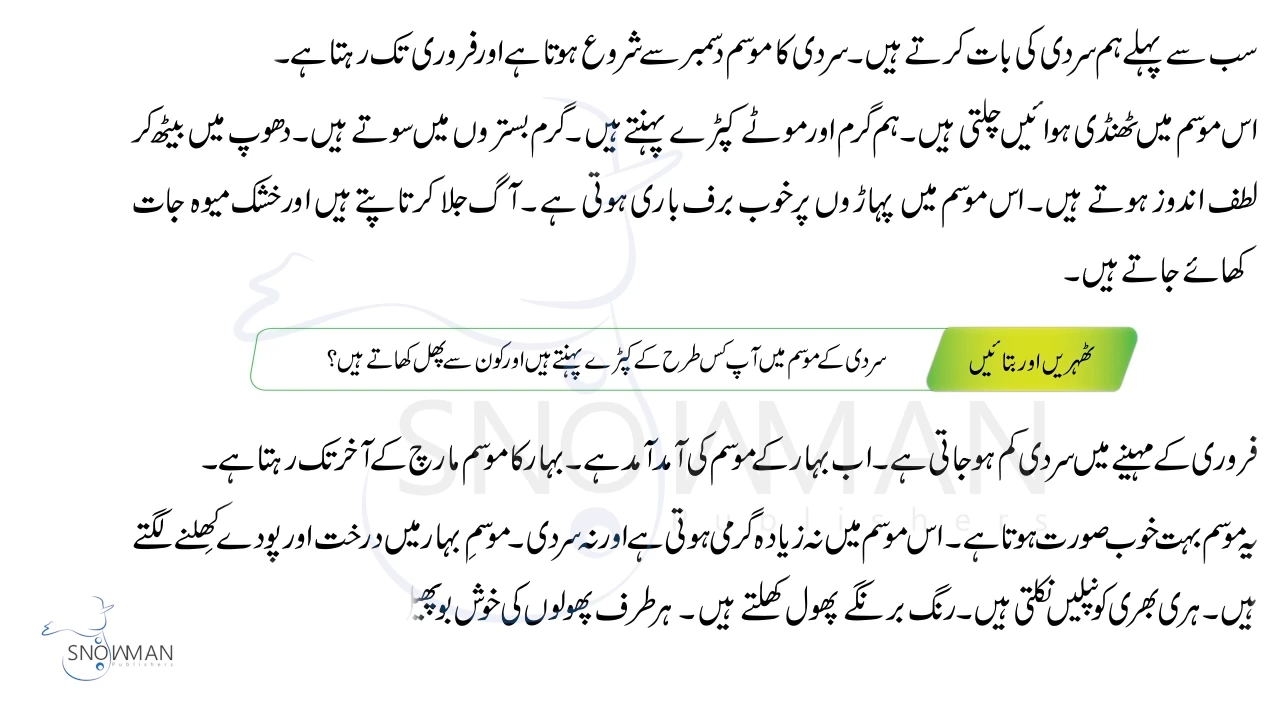 سب سے پہلے ہم سردی کی بات کرتے ہیں۔ سردی کا موسم دسمبر سے شروع ہوتا ہے اور فروری تک رہتا ہے۔
اس موسم میں ٹھنڈی ہوائیں چلتی ہیں۔ ہم گرم اور موٹے کپڑے پہنتے ہیں۔ گرم بستروں میں سوتے ہیں۔ دھوپ میں بیٹھ کر
لطف اندوز ہوتے ہیں۔ اس موسم میں پہاڑوں پر خوب برف باری ہوتی ہے۔ آگ جلا کر تاپتے ہیں اور خشک میوہ جات
کھائے جاتے ہیں۔
ٹھہریں اور بتائیں
سردی کے موسم میں آپ کس طرح کے کپڑے پہنتے ہیں اور کون سے پھل کھاتے ہیں؟
SNOWMAN
Publishers
فروری کے مہینے میں سردی کم ہو جاتی ہے۔ اب بہار کے موسم کی آمد آمد ہے۔ بہار کا موسم مارچ کے آخر تک رہتا ہے۔
یہ موسم بہت خوب صورت ہوتا ہے۔ اس موسم میں نہ زیادہ گرمی ہوتی ہے اور نہ سردی۔ موسمِ بہار میں درخت اور پودے کِھلنے لگتے
ہیں۔ ہری بھری کونپلیں نکلتی ہیں۔ رنگ برنگے پھول کھلتے ہیں۔ ہر طرف پھولوں کی خوش بو
SNOWMAN
Publishers